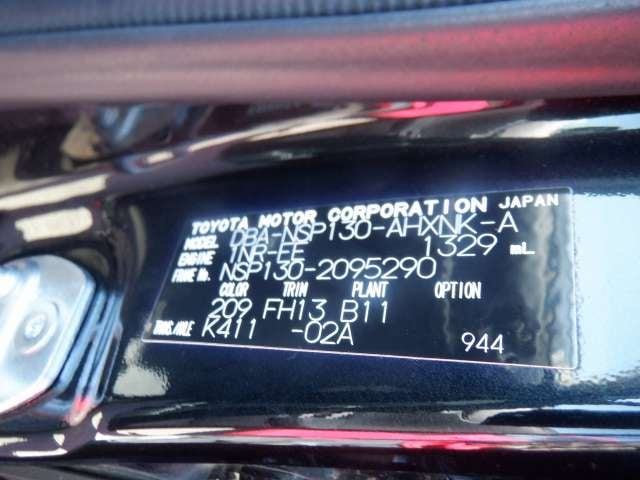 TOYOTA MOTOR CORPORATION JAPAN
MODEL DBA-NSP130-AHXNK-A
ENGINE 1NR-FE 1329 mL
FRAME No. NSP130-2095290
COLOR TRIM PLANT OPTION
209 FH13 B11
TRANS.AXLE K411 -02A 944